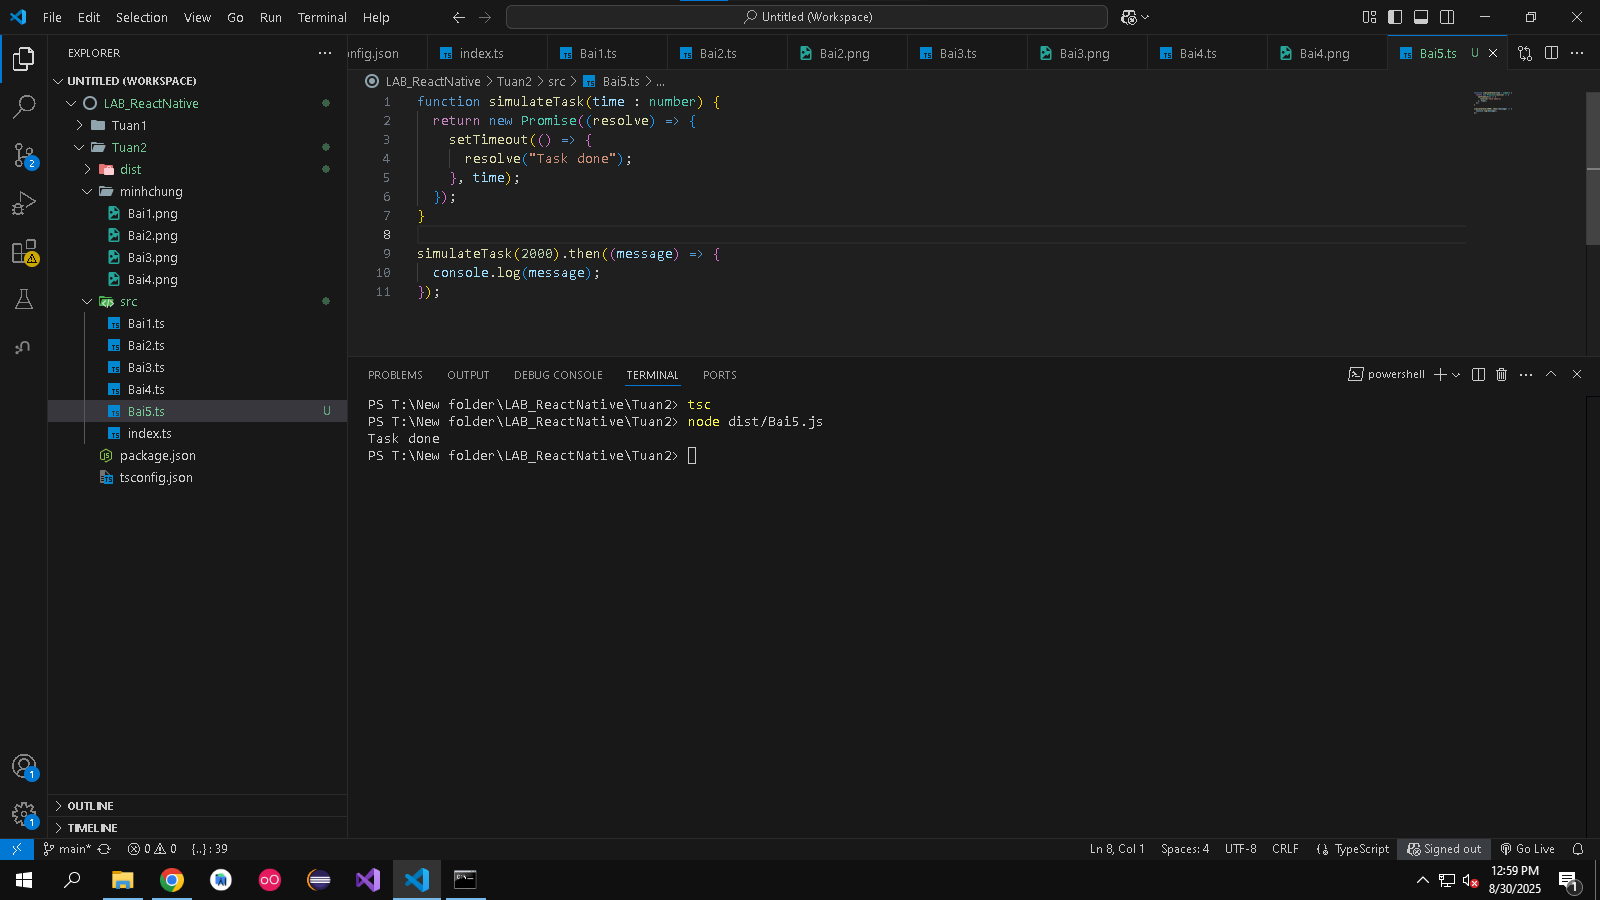 File Edit Selection View Go Run Terminal Help
Untitled (Workspace)
EXPLORER
UNTITLED (WORKSPACE)
LAB_ReactNative
Tuan1
Tuan2
dist
minhchung
Bai1.png
Bai2.png
Bai3.png
Bai4.png
src
Bai1.ts
Bai2.ts
Bai3.ts
Bai4.ts
Bai5.ts U
index.ts
package.json
tsconfig.json
OUTLINE
TIMELINE
2
1
1
nfig.json index.ts Bai1.ts Bai2.ts Bai2.png Bai3.ts Bai3.png Bai4.ts Bai4.png Bai5.ts U
LAB_ReactNative > Tuan2 > src > Bai5.ts > ...
1 function simulateTask(time : number) {
2 return new Promise((resolve) => {
3 setTimeout(() => {
4 resolve("Task done");
5 }, time);
6 });
7 }
8
9 simulateTask(2000).then((message) => {
10 console.log(message);
11 });
PROBLEMS OUTPUT DEBUG CONSOLE TERMINAL PORTS
powershell
PS T:\New folder\LAB_ReactNative\Tuan2> tsc
PS T:\New folder\LAB_ReactNative\Tuan2> node dist/Bai5.js
Task done
PS T:\New folder\LAB_ReactNative\Tuan2>
main* 0 0 {..} : 39
Ln 8, Col 1 Spaces: 4 UTF-8 CRLF TypeScript Signed out Go Live
12:59 PM
8/30/2025
1